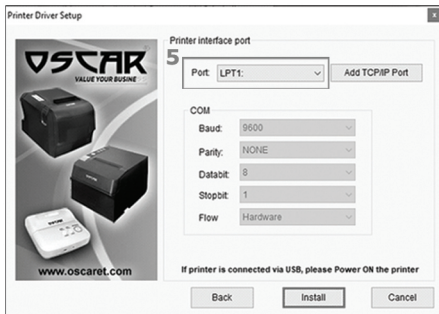 Printer Driver Setup
x
OSCAR
VALUE YOUR BUSINE
www.oscaret.com
Printer interface port
5
Port: LPT1: Add TCP/IP Port
COM
Baud: 9600
Parity: NONE
Databit: 8
Stopbit: 1
Flow Hardware
If printer is connected via USB, please Power ON the printer
Back Install Cancel